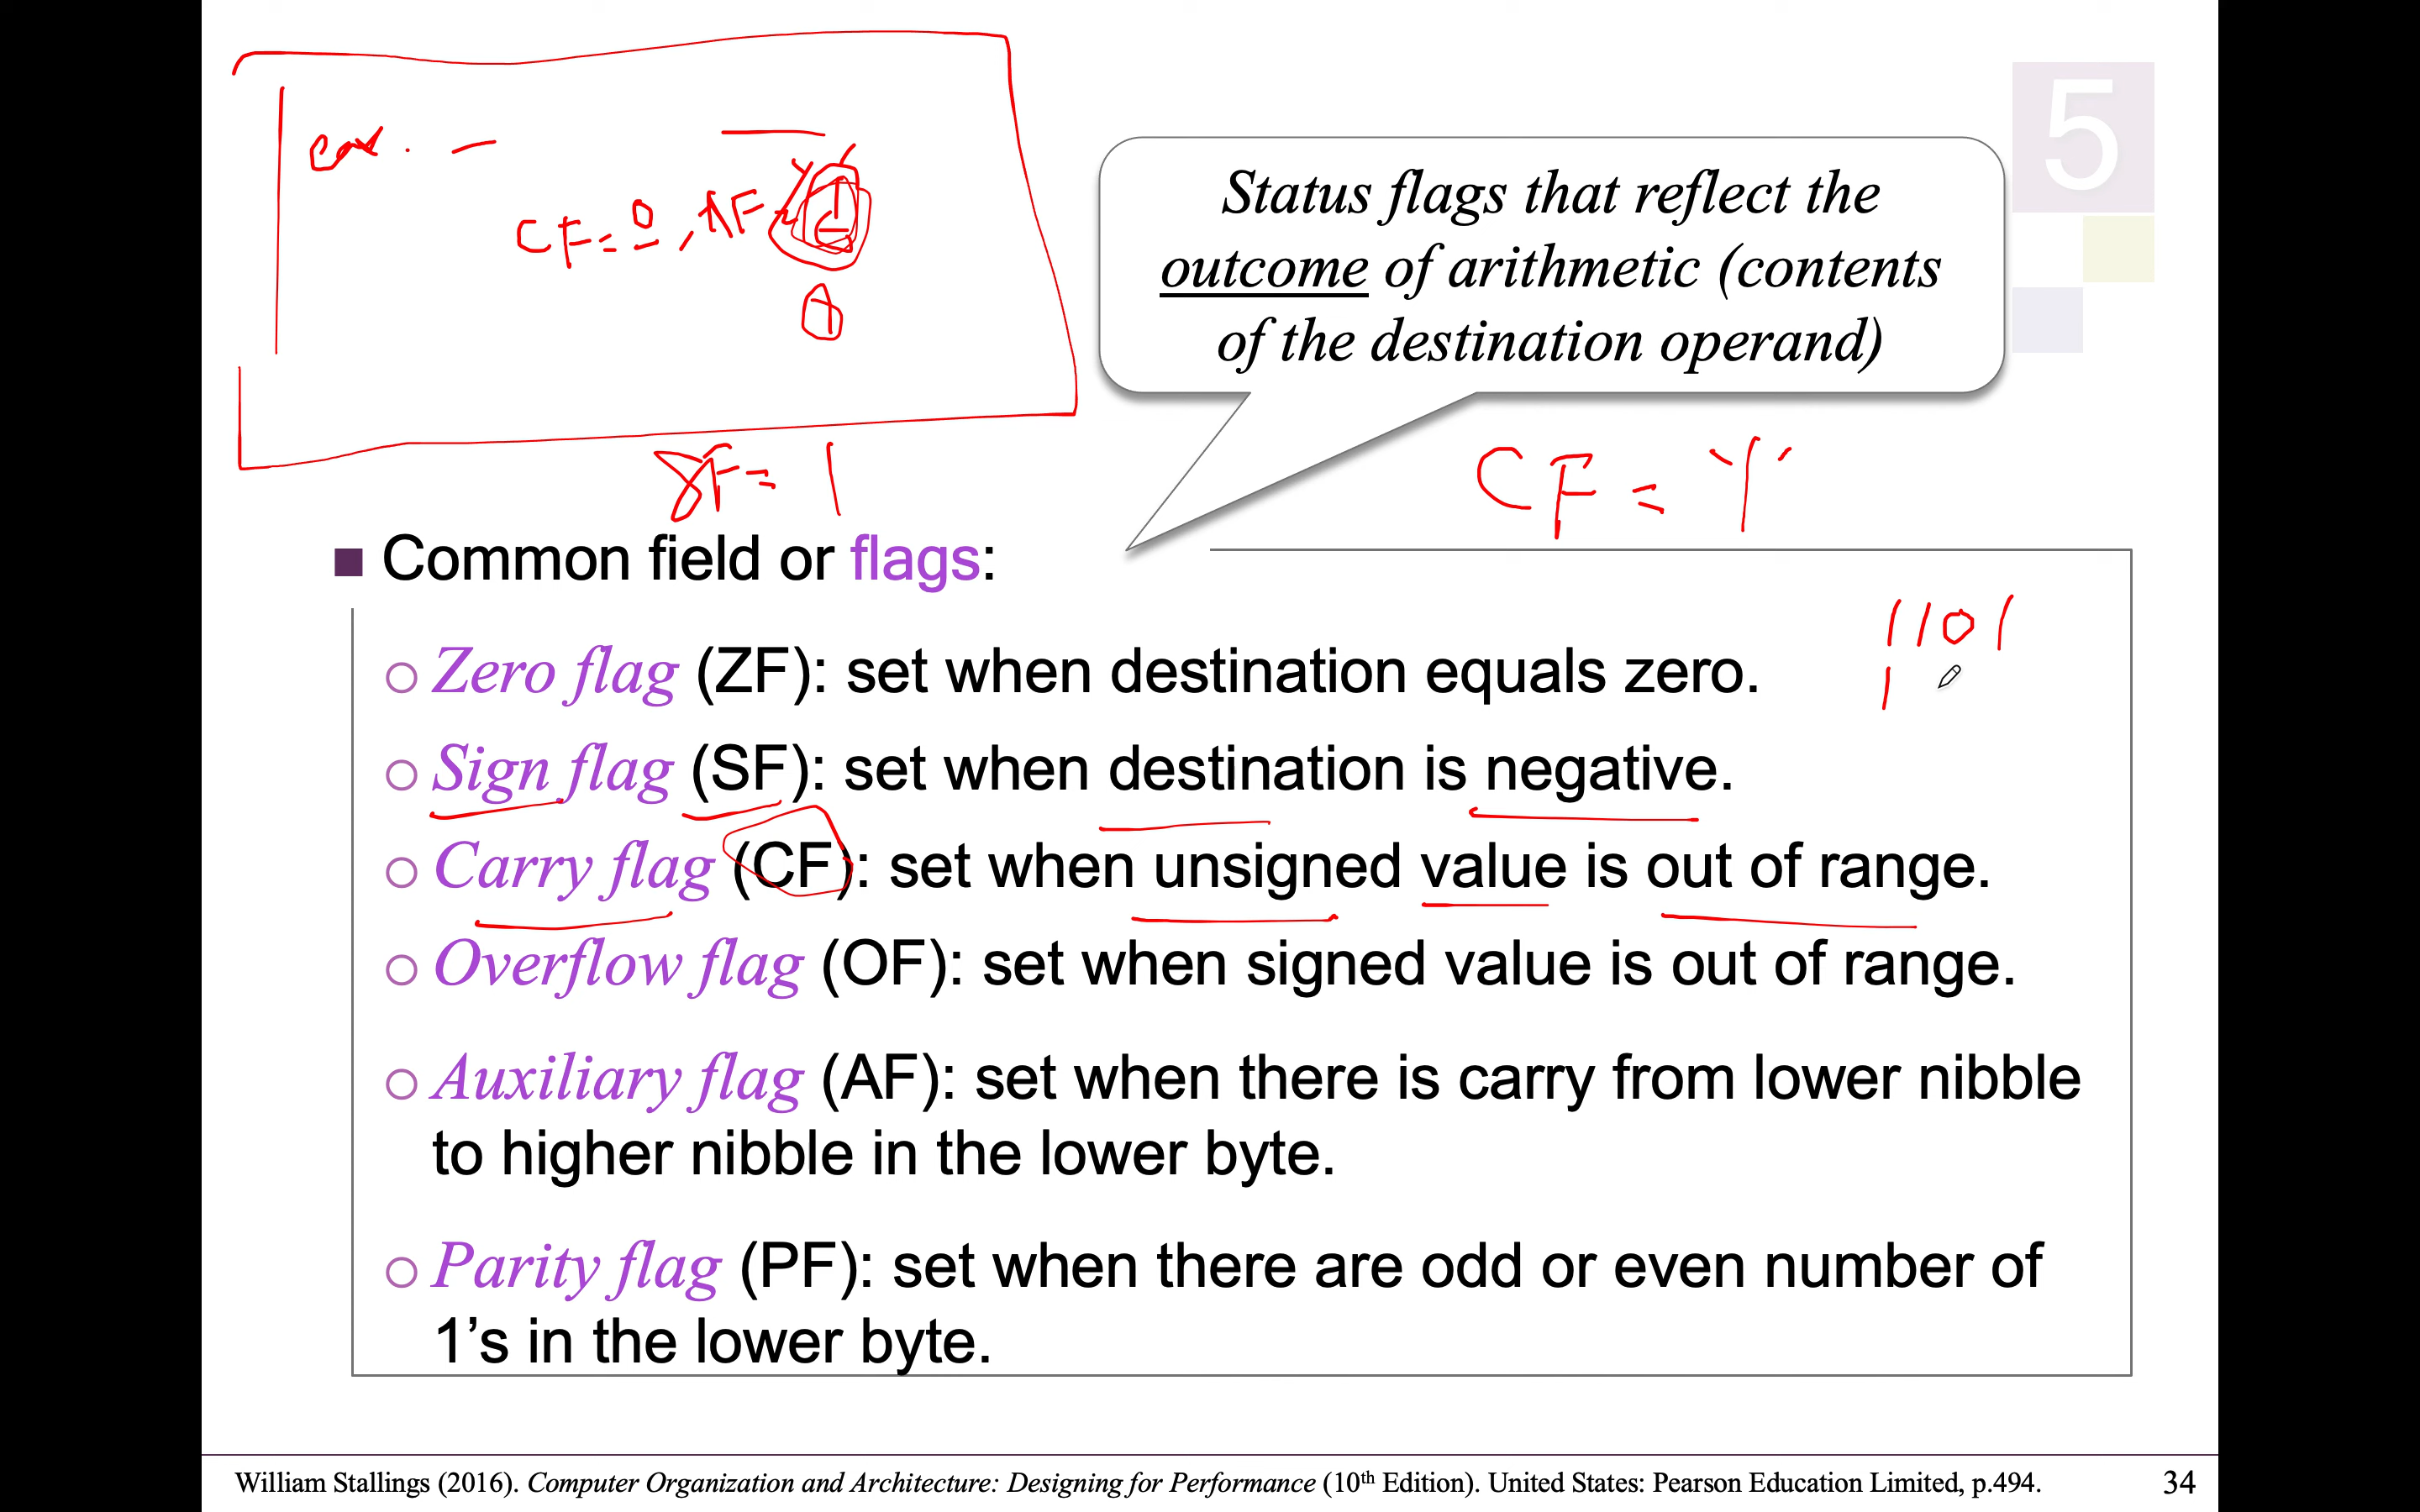 5
CF = 0, AF
Status flags that reflect the
outcome of arithmetic (contents
of the destination operand)
CF =
■ Common field or flags:
1101
1
○ Zero flag (ZF): set when destination equals zero.
○ Sign flag (SF): set when destination is negative.
○ Carry flag (CF): set when unsigned value is out of range.
○ Overflow flag (OF): set when signed value is out of range.
○ Auxiliary flag (AF): set when there is carry from lower nibble
to higher nibble in the lower byte.
○ Parity flag (PF): set when there are odd or even number of
1’s in the lower byte.
William Stallings (2016). Computer Organization and Architecture: Designing for Performance (10th Edition). United States: Pearson Education Limited, p.494.
34